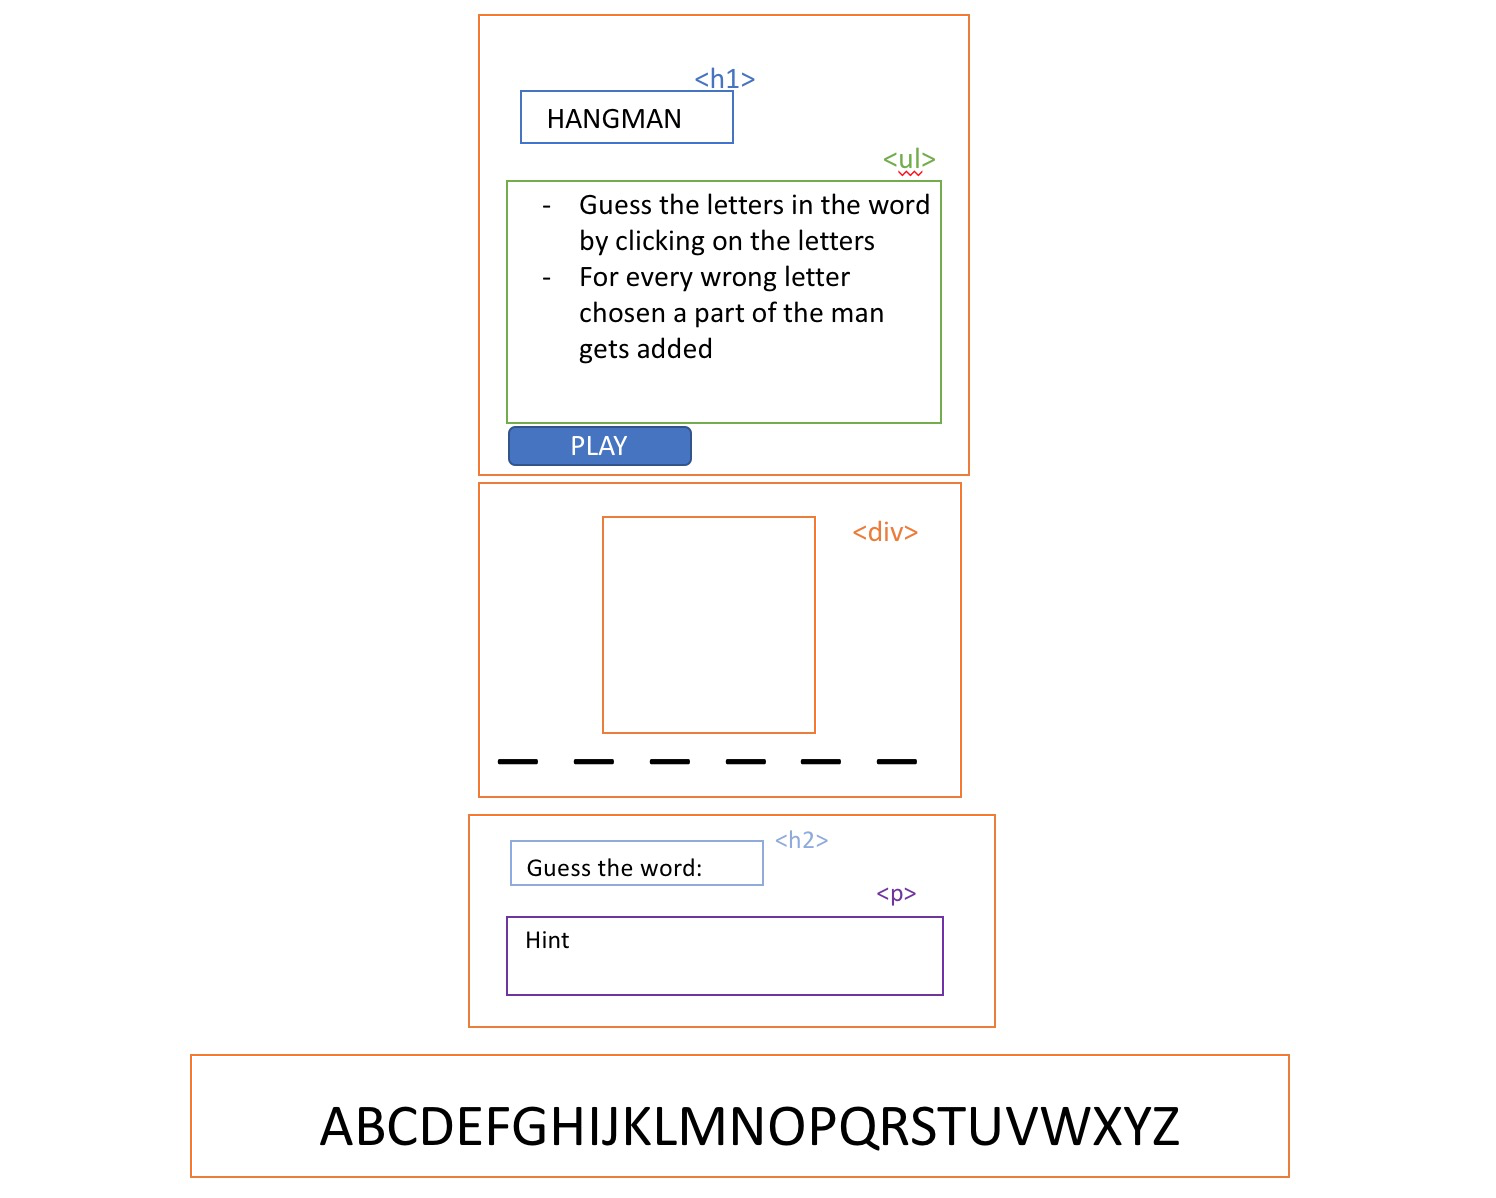 <h1>
HANGMAN
<ul>
- Guess the letters in the word
by clicking on the letters
- For every wrong letter
chosen a part of the man
gets added
PLAY
<div>
<h2>
Guess the word:
<p>
Hint
ABCDEFGHIJKLMNOPQRSTUVWXYZ